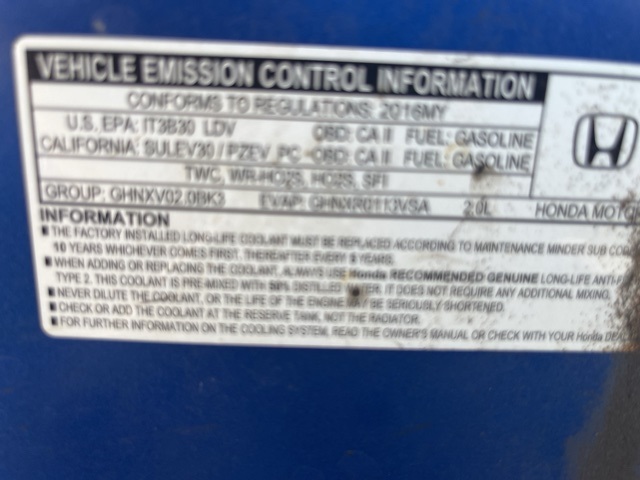 VEHICLE EMISSION CONTROL INFORMATION
CONFORMS TO REGULATIONS: 2016MY
U.S. EPA: IT3B30 LDV OBD: CA II FUEL: GASOLINE
CALIFORNIA: SULEV30 / PZEV PC OBD: CA II FUEL: GASOLINE
TWC, WR-HO2S, HO2S, SFI
GROUP: GHNXV02.0BK3 EVAP: 2.0L HONDA MOTO
INFORMATION
■ THE FACTORY INSTALLED LONG-LIFE COOLANT MUST BE REPLACED ACCORDING TO MAINTENANCE MINDER SUB COD
10 YEARS WHICHEVER COMES FIRST. THEREAFTER EVERY 5 YEARS.
■ WHEN ADDING OR REPLACING THE COOLANT, ALWAYS USE Honda RECOMMENDED GENUINE LONG-LIFE ANTI-F
TYPE 2. THIS COOLANT IS PRE-MIXED WITH 50% DISTILLED WATER. IT DOES NOT REQUIRE ANY ADDITIONAL MIXING.
■ NEVER DILUTE THE COOLANT, OR THE LIFE OF THE ENGINE WILL BE SERIOUSLY SHORTENED.
■ CHECK OR ADD THE COOLANT AT THE RESERVE TANK, NOT THE RADIATOR.
■ FOR FURTHER INFORMATION ON THE COOLING SYSTEM, READ THE OWNER'S MANUAL OR CHECK WITH YOUR Honda DEAL